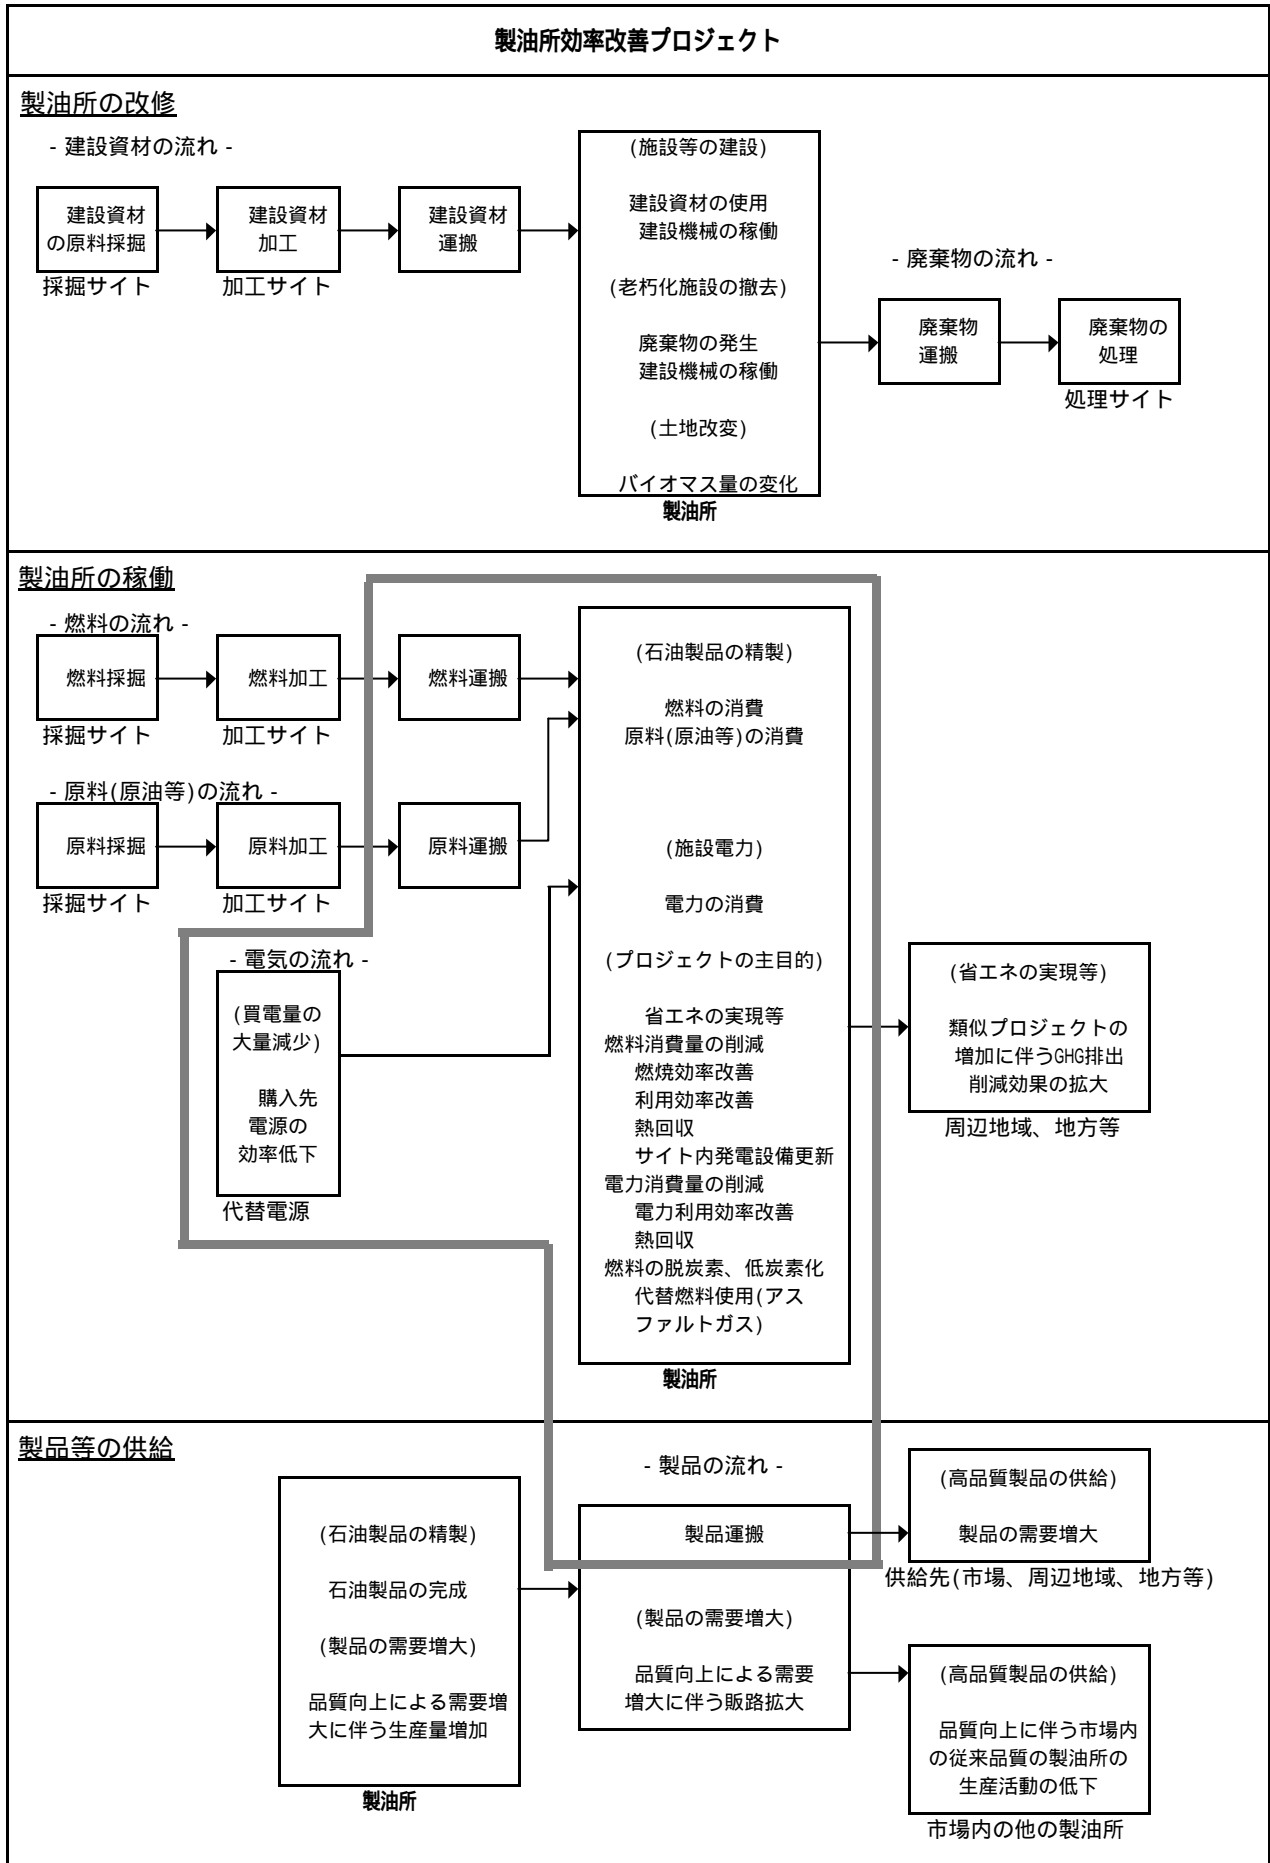 製油所効率改善プロジェクト
製油所の改修
- 建設資材の流れ -
建設資材
の原料採掘
採掘サイト
建設資材
加工
加工サイト
建設資材
運搬
(施設等の建設)
建設資材の使用
建設機械の稼働
(老朽化施設の撤去)
廃棄物の発生
建設機械の稼働
(土地改変)
バイオマス量の変化
製油所
- 廃棄物の流れ -
廃棄物
運搬
廃棄物の
処理
処理サイト
製油所の稼働
- 燃料の流れ -
燃料採掘
採掘サイト
燃料加工
加工サイト
燃料運搬
- 原料(原油等)の流れ -
原料採掘
採掘サイト
原料加工
加工サイト
原料運搬
- 電気の流れ -
(買電量の
大量減少)
購入先
電源の
効率低下
代替電源
(石油製品の精製)
燃料の消費
原料(原油等)の消費
(施設電力)
電力の消費
(プロジェクトの主目的)
省エネの実現等
燃料消費量の削減
燃焼効率改善
利用効率改善
熱回収
サイト内発電設備更新
電力消費量の削減
電力利用効率改善
熱回収
燃料の脱炭素、低炭素化
代替燃料使用(アス
ファルトガス)
製油所
(省エネの実現等)
類似プロジェクトの
増加に伴うGHG排出
削減効果の拡大
周辺地域、地方等
製品等の供給
(石油製品の精製)
石油製品の完成
(製品の需要増大)
品質向上による需要増
大に伴う生産量増加
製油所
- 製品の流れ -
製品運搬
(製品の需要増大)
品質向上による需要
増大に伴う販路拡大
(高品質製品の供給)
製品の需要増大
供給先(市場、周辺地域、地方等)
(高品質製品の供給)
品質向上に伴う市場内
の従来品質の製油所の
生産活動の低下
市場内の他の製油所